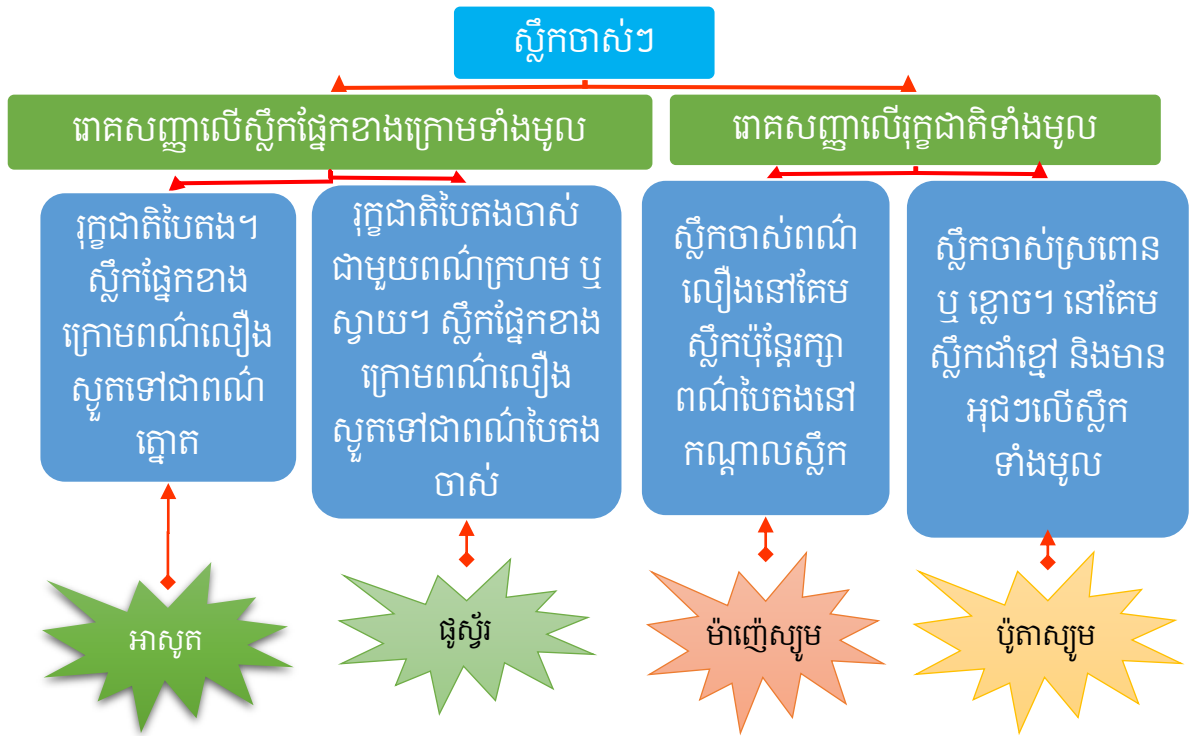 ស្លឹកចាស់ៗ
រោគសញ្ញាលើស្លឹកផ្នែកខាងក្រោមទាំងមូល
រោគសញ្ញាលើរុក្ខជាតិទាំងមូល
រុក្ខជាតិបៃតង។
ស្លឹកផ្នែកខាង
ក្រោមពណ៌លឿង
ស្ងួតទៅជាពណ៌
ត្នោត
រុក្ខជាតិបៃតងចាស់
ជាមួយពណ៌ក្រហម ឬ
ស្វាយ។ ស្លឹកផ្នែកខាង
ក្រោមពណ៌លឿង
ស្ងួតទៅជាពណ៌បៃតង
ចាស់
ស្លឹកចាស់ពណ៌
លឿងនៅគែម
ស្លឹកប៉ុន្តែរក្សា
ពណ៌បៃតងនៅ
កណ្តាលស្លឹក
ស្លឹកចាស់ស្រពោន
ឬ ខ្លោច។ នៅគែម
ស្លឹកជាំខ្មៅ និងមាន
អុជៗលើស្លឹក
ទាំងមូល
អាសូត
ផូស្វ័រ
ម៉ាញ៉េស្យូម
ប៉ូតាស្យូម